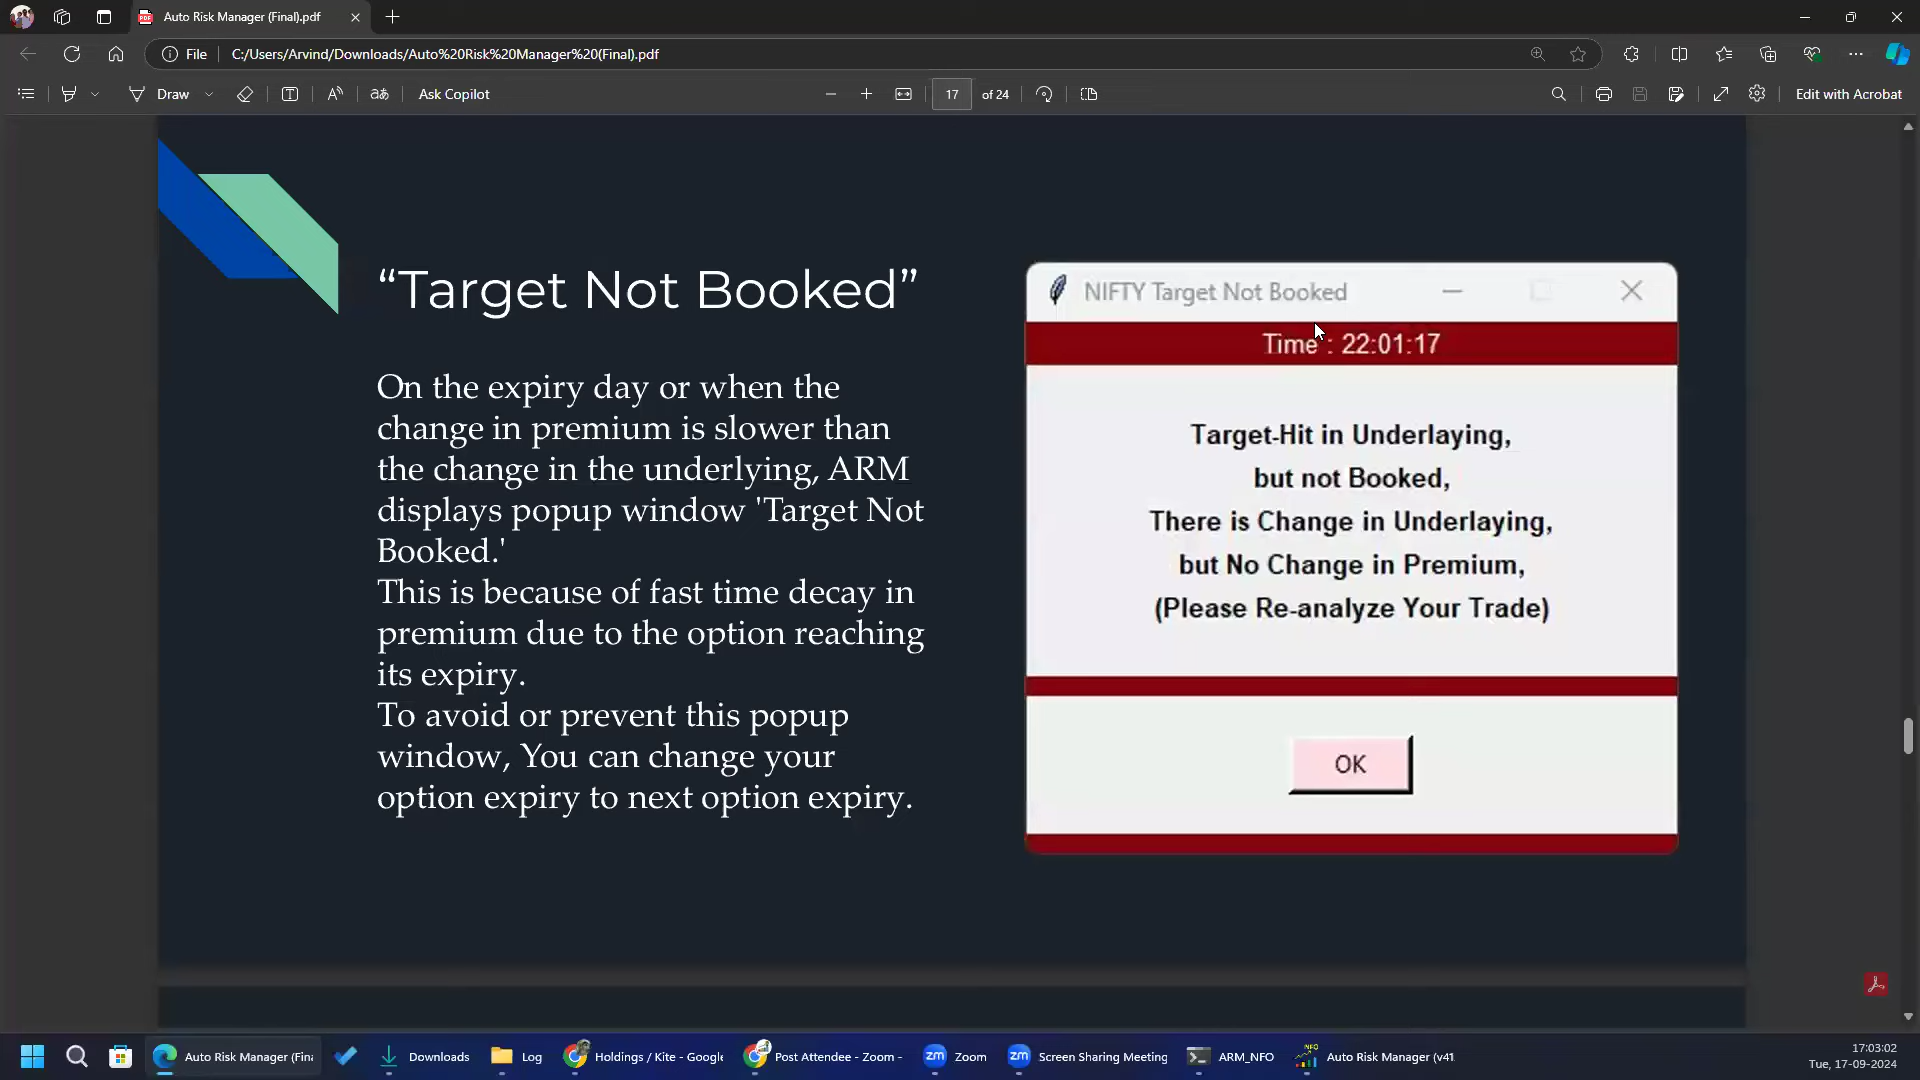 Auto Risk Manager (Final).pdf
File
C:/Users/Arvind/Downloads/Auto%20Risk%20Manager%20(Final).pdf
Draw
aあ
Ask Copilot
17
of 24
Edit with Acrobat
“Target Not Booked”
On the expiry day or when the
change in premium is slower than
the change in the underlying, ARM
displays popup window 'Target Not
Booked.'
This is because of fast time decay in
premium due to the option reaching
its expiry.
To avoid or prevent this popup
window, You can change your
option expiry to next option expiry.
NIFTY Target Not Booked
Time : 22:01:17
Target-Hit in Underlaying,
but not Booked,
There is Change in Underlaying,
but No Change in Premium,
(Please Re-analyze Your Trade)
OK
Auto Risk Manager (Fina
Downloads
Log
Holdings / Kite - Google
Post Attendee - Zoom -
zm
Zoom
zm
Screen Sharing Meeting
ARM_NFO
NFO
Auto Risk Manager (v41
17:03:02
Tue, 17-09-2024